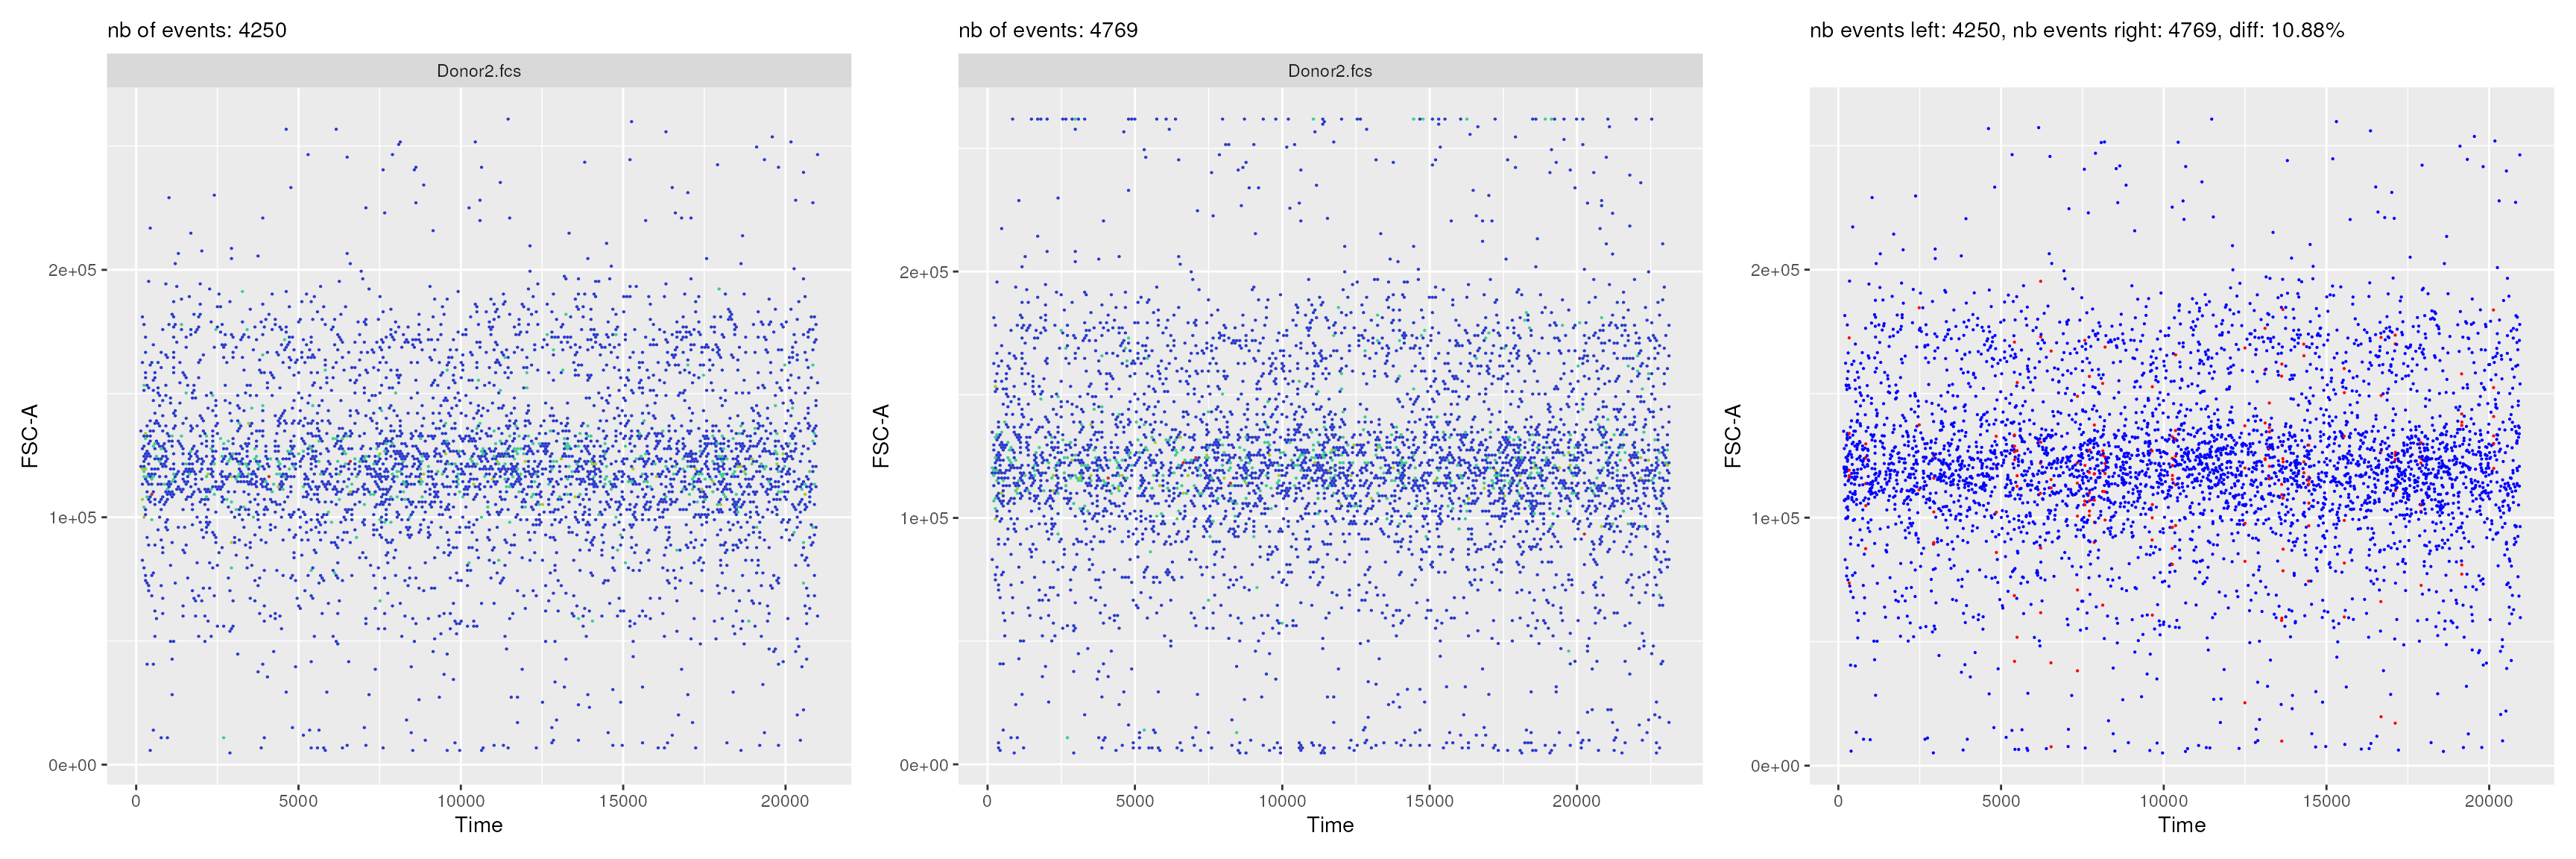 nb of events: 4250
Donor2.fcs
FSC-A
2e+05
1e+05
0e+00
0 5000 10000 15000 20000
Time
nb of events: 4769
Donor2.fcs
FSC-A
2e+05
1e+05
0e+00
0 5000 10000 15000 20000
Time
nb events left: 4250, nb events right: 4769, diff: 10.88%
FSC-A
2e+05
1e+05
0e+00
0 5000 10000 15000 20000
Time